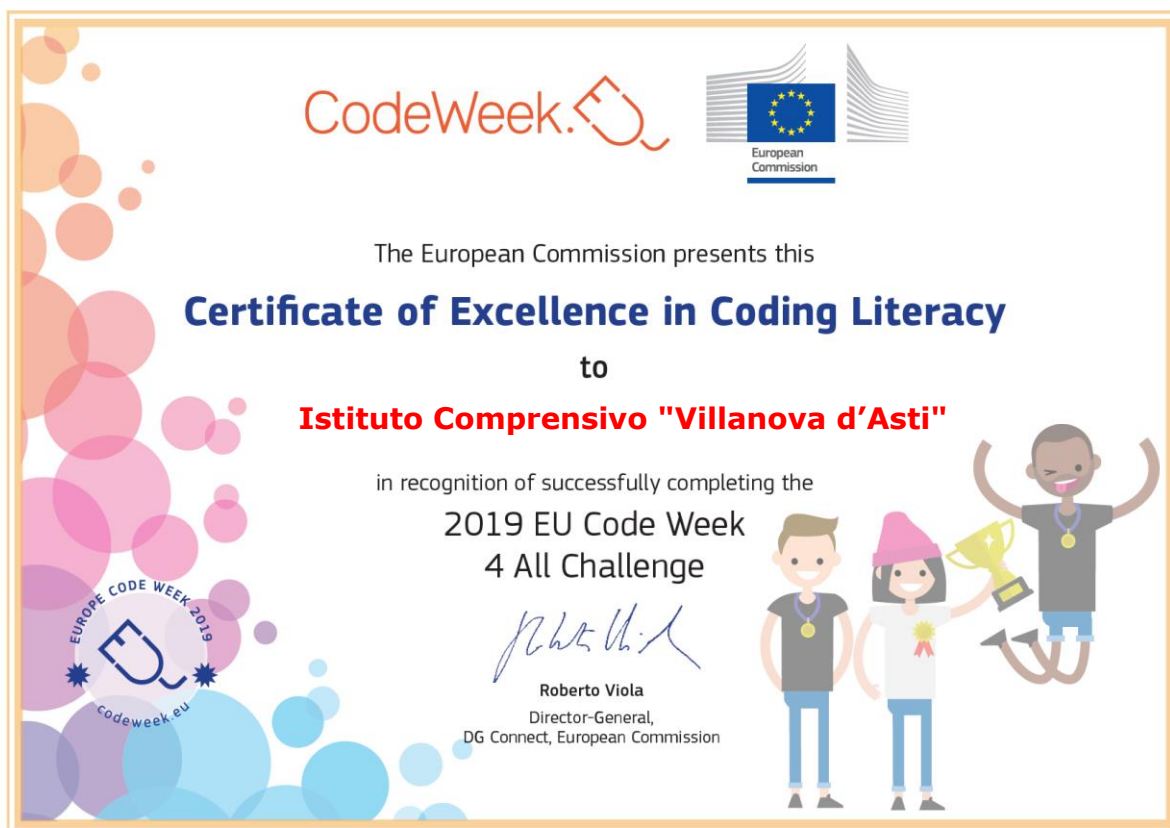 CodeWeek.EU
European
Commission
The European Commission presents this
Certificate of Excellence in Coding Literacy
to
Istituto Comprensivo "Villanova d’Asti"
in recognition of successfully completing the
2019 EU Code Week
4 All Challenge
Roberto Viola
Director-General,
DG Connect, European Commission
EUROPE CODE WEEK 2019
codeweek.eu